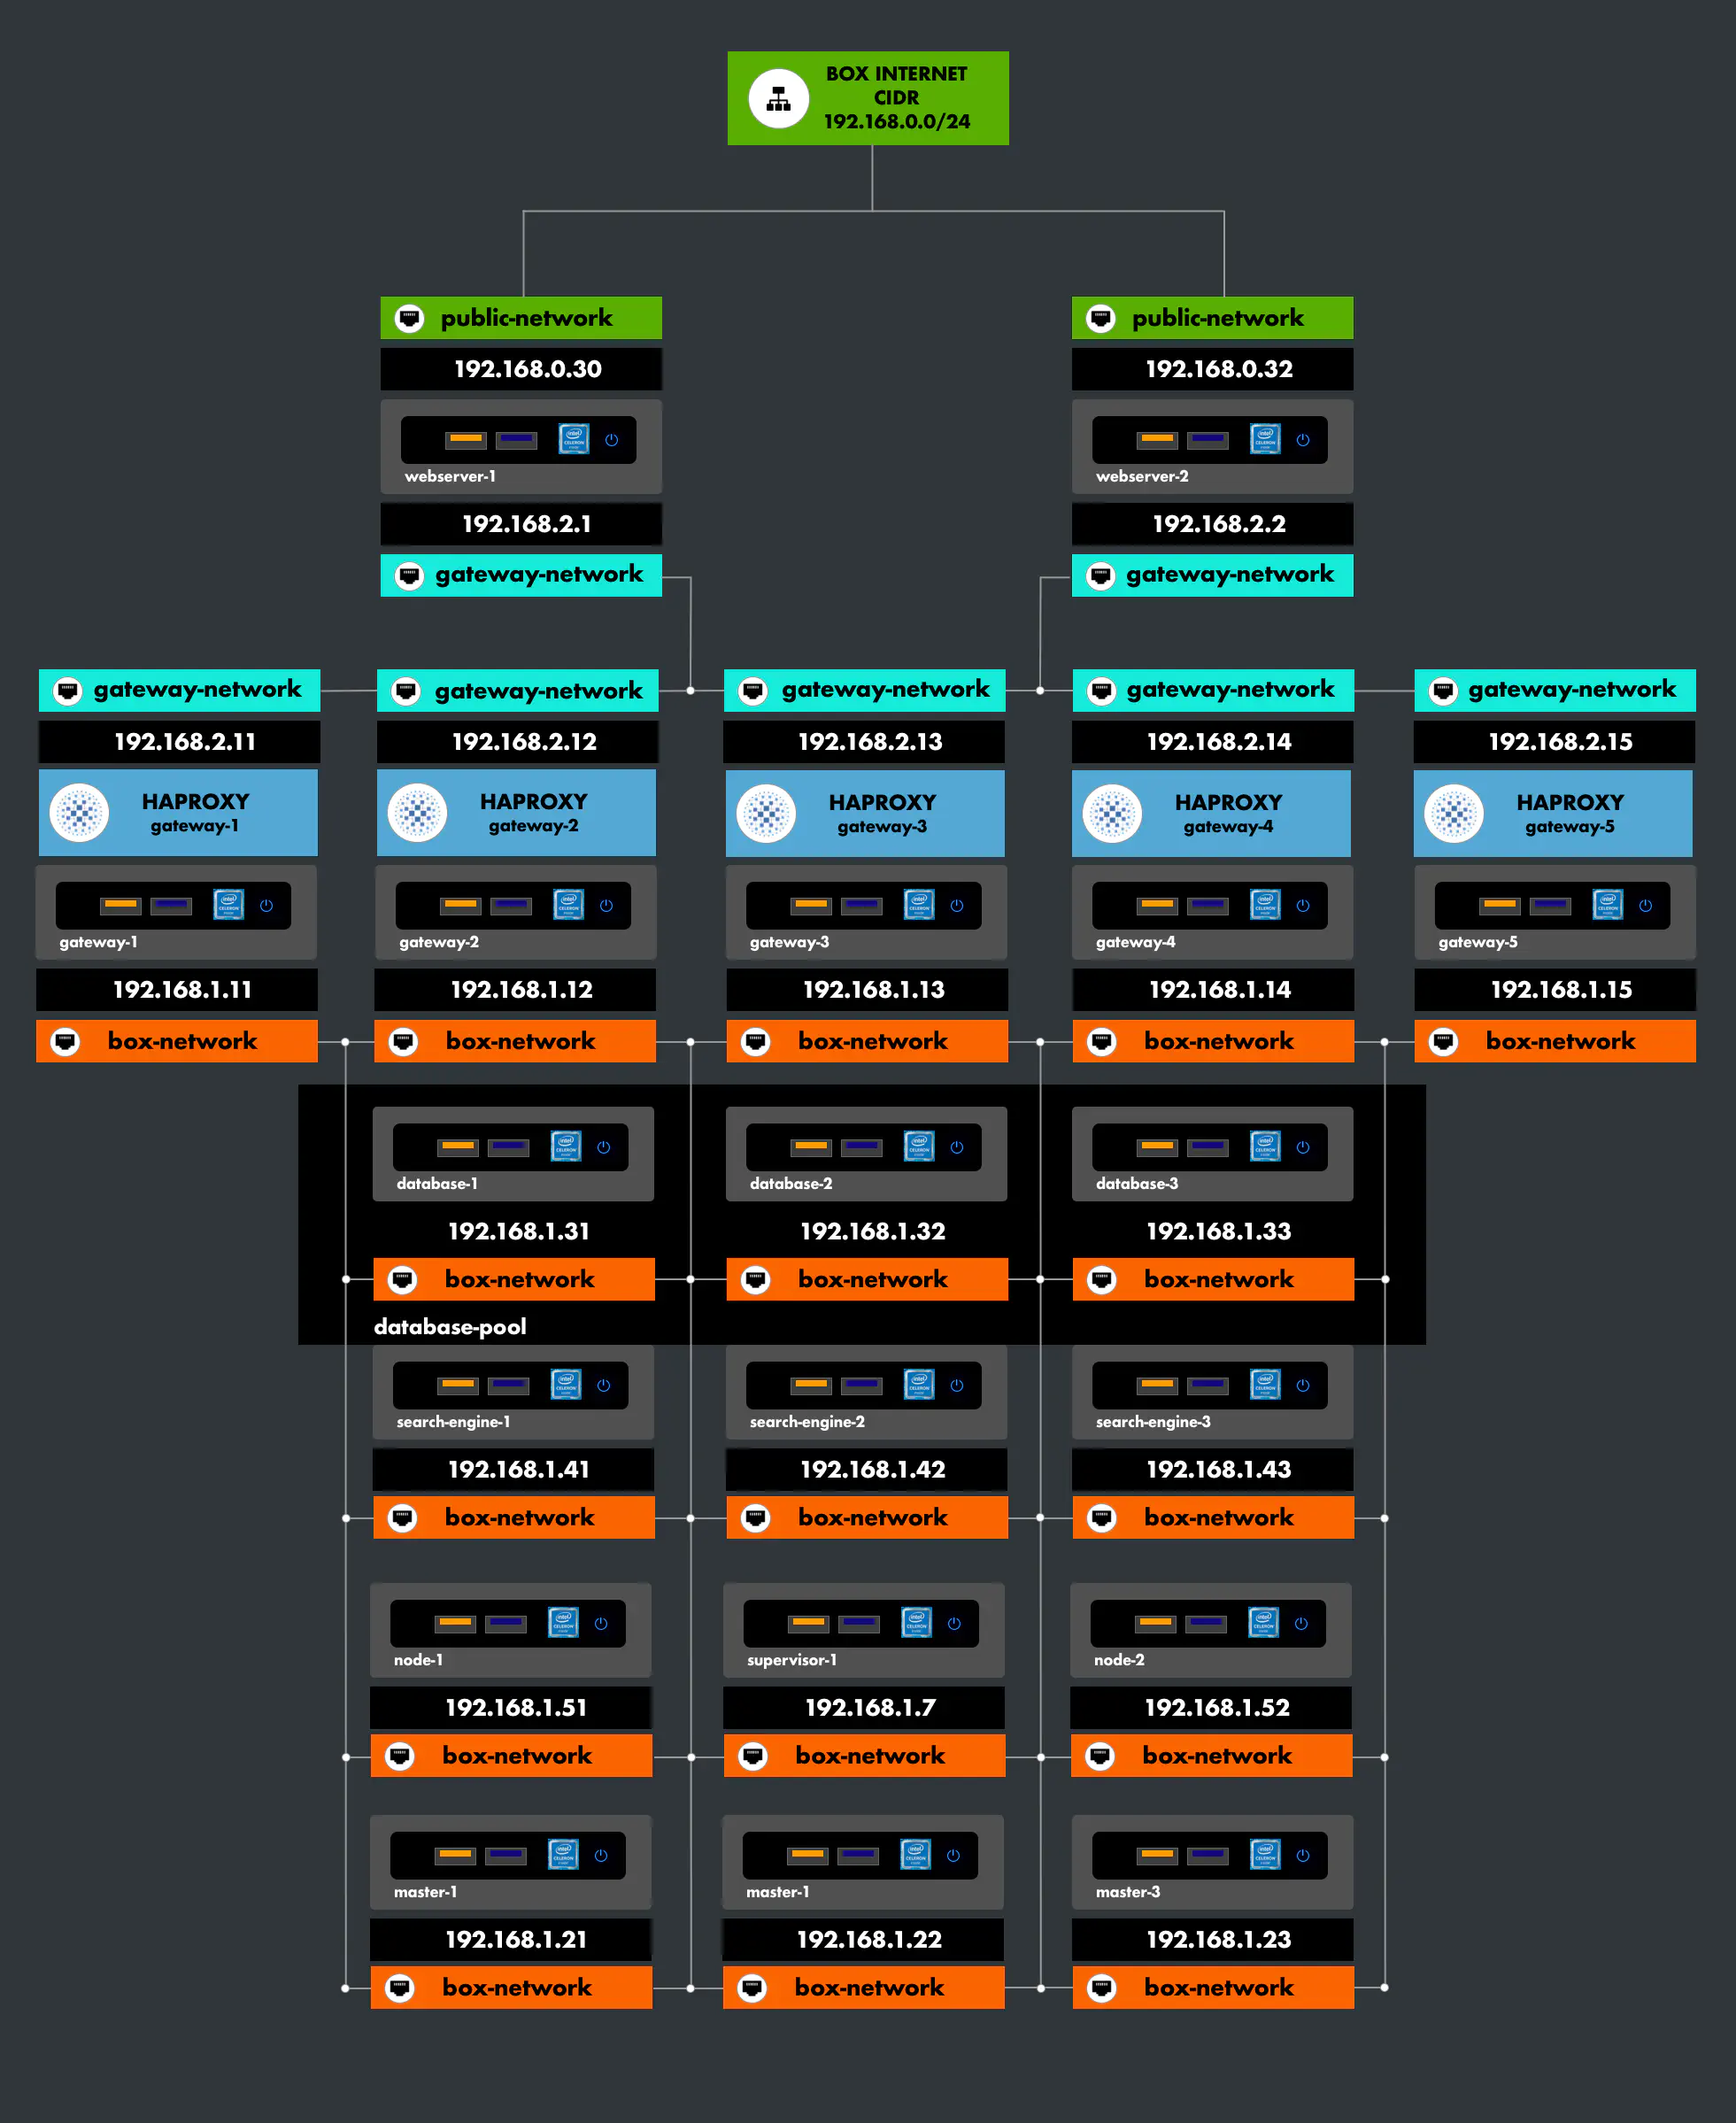 BOX INTERNET
CIDR
192.168.0.0/24
public-network
public-network
192.168.0.30
192.168.0.32
webserver-1
webserver-2
192.168.2.1
192.168.2.2
gateway-network
gateway-network
gateway-network
gateway-network
gateway-network
gateway-network
gateway-network
192.168.2.11
192.168.2.12
192.168.2.13
192.168.2.14
192.168.2.15
HAPROXY
gateway-1
HAPROXY
gateway-2
HAPROXY
gateway-3
HAPROXY
gateway-4
HAPROXY
gateway-5
gateway-1
gateway-2
gateway-3
gateway-4
gateway-5
192.168.1.11
192.168.1.12
192.168.1.13
192.168.1.14
192.168.1.15
box-network
box-network
box-network
box-network
box-network
database-1
database-2
database-3
192.168.1.31
192.168.1.32
192.168.1.33
box-network
box-network
box-network
database-pool
search-engine-1
search-engine-2
search-engine-3
192.168.1.41
192.168.1.42
192.168.1.43
box-network
box-network
box-network
node-1
supervisor-1
node-2
192.168.1.51
192.168.1.7
192.168.1.52
box-network
box-network
box-network
master-1
master-1
master-3
192.168.1.21
192.168.1.22
192.168.1.23
box-network
box-network
box-network